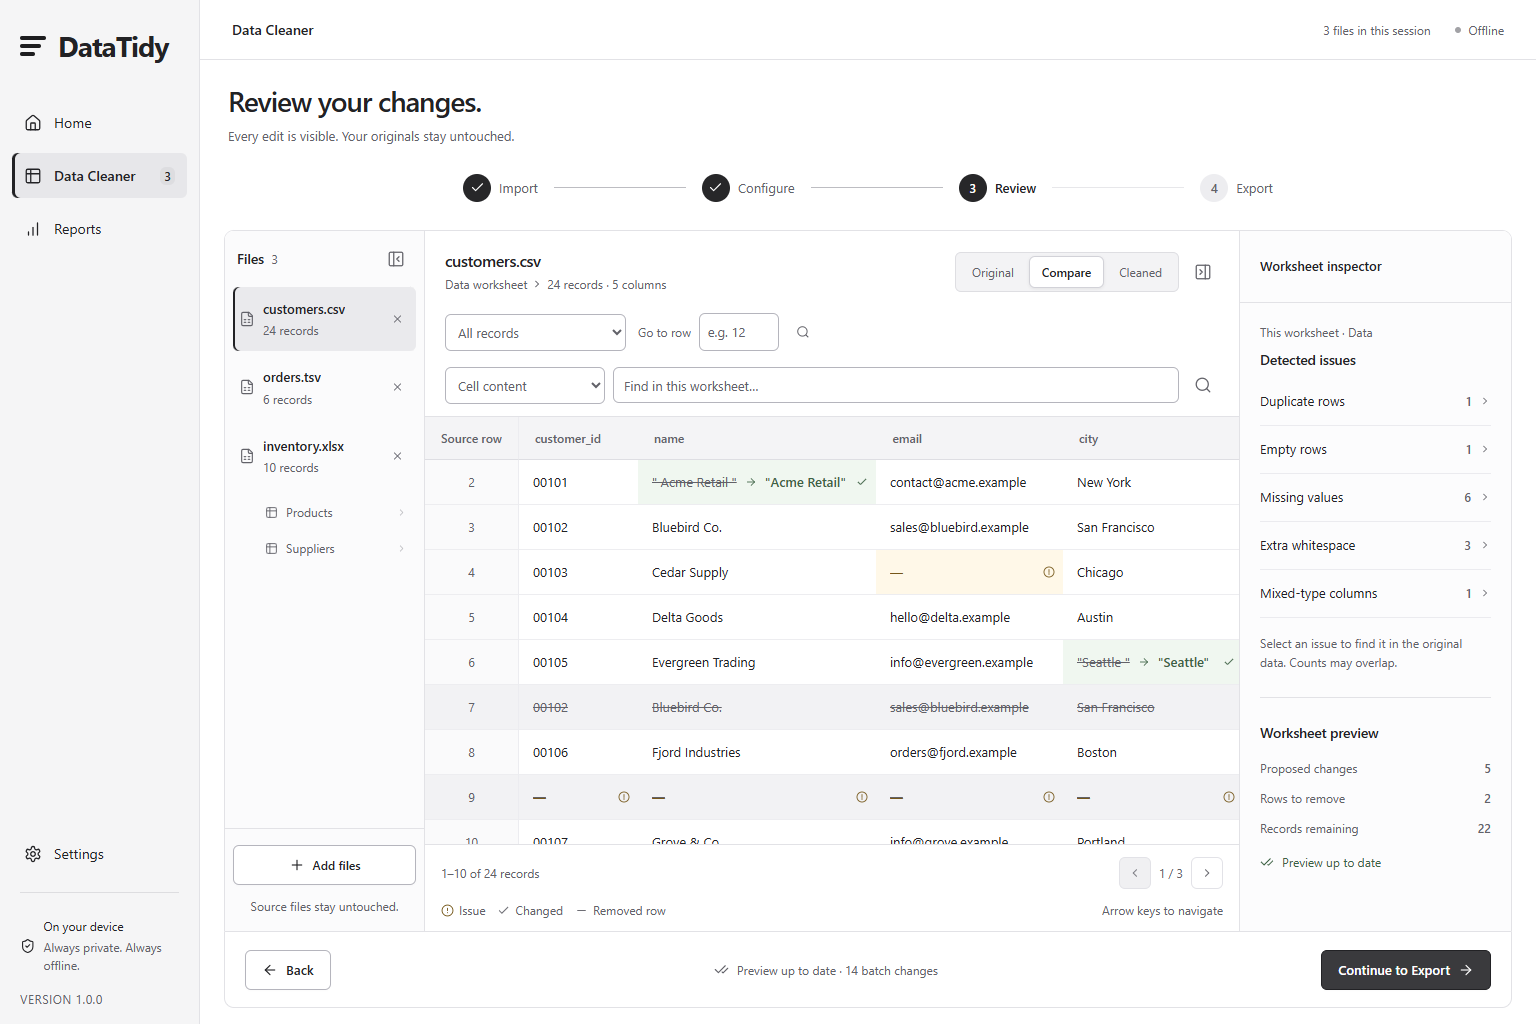 DataTidy
Home
Data Cleaner 3
Reports
Settings
On your device
Always private. Always
offline.
VERSION 1.0.0
Data Cleaner
3 files in this session
Offline
Review your changes.
Every edit is visible. Your originals stay untouched.
Import
Configure
3 Review
4 Export
Files 3
customers.csv
24 records
orders.tsv
6 records
inventory.xlsx
10 records
Products
Suppliers
Add files
Source files stay untouched.
customers.csv
Data worksheet > 24 records · 5 columns
Original Compare Cleaned
All records Go to row e.g. 12
Cell content Find in this worksheet...
Source row customer_id name email city
2 00101 " Acme Retail " → "Acme Retail" contact@acme.example New York
3 00102 Bluebird Co. sales@bluebird.example San Francisco
4 00103 Cedar Supply — Chicago
5 00104 Delta Goods hello@delta.example Austin
6 00105 Evergreen Trading info@evergreen.example "Seattle " → "Seattle"
7 00102 Bluebird Co. sales@bluebird.example San Francisco
8 00106 Fjord Industries orders@fjord.example Boston
9 — — — —
10 00107 Grove & Co. info@grove.example Portland
1–10 of 24 records
1 / 3
Issue Changed Removed row
Arrow keys to navigate
Worksheet inspector
This worksheet · Data
Detected issues
Duplicate rows 1
Empty rows 1
Missing values 6
Extra whitespace 3
Mixed-type columns 1
Select an issue to find it in the original
data. Counts may overlap.
Worksheet preview
Proposed changes 5
Rows to remove 2
Records remaining 22
Preview up to date
Back
Preview up to date · 14 batch changes
Continue to Export